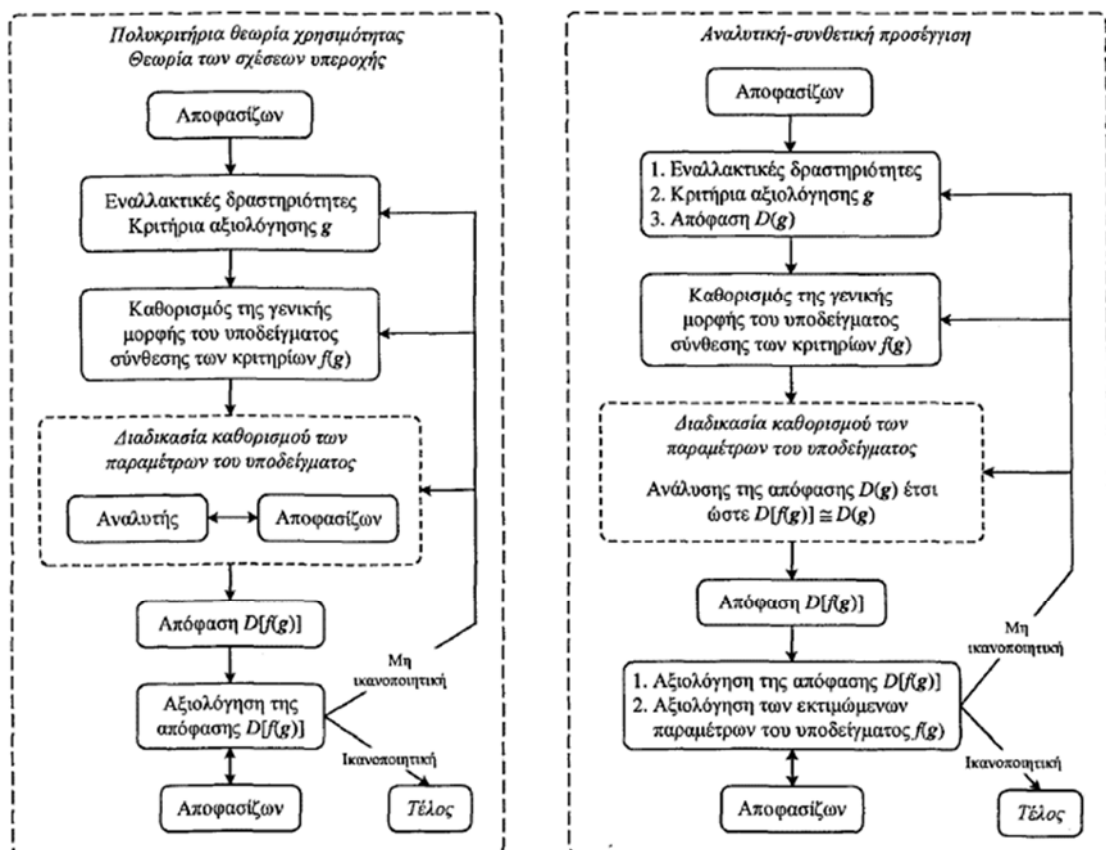 Πολυκριτήρια θεωρία χρησιμότητας
Θεωρία των σχέσεων υπεροχής
Αποφασίζων
Εναλλακτικές δραστηριότητες
Κριτήρια αξιολόγησης g
Καθορισμός της γενικής
μορφής του υποδείγματος
σύνθεσης των κριτηρίων f(g)
Διαδικασία καθορισμού των
παραμέτρων του υποδείγματος
Αναλυτής
Αποφασίζων
Απόφαση D[f(g)]
Μη
ικανοποιητική
Αξιολόγηση της
απόφασης D[f(g)]
Ικανοποιητική
Αποφασίζων
Τέλος
Αναλυτική-συνθετική προσέγγιση
Αποφασίζων
1. Εναλλακτικές δραστηριότητες
2. Κριτήρια αξιολόγησης g
3. Απόφαση D(g)
Καθορισμός της γενικής
μορφής του υποδείγματος
σύνθεσης των κριτηρίων f(g)
Διαδικασία καθορισμού των
παραμέτρων του υποδείγματος
Ανάλυσης της απόφασης D(g) έτσι
ώστε D[f(g)] ≅ D(g)
Απόφαση D[f(g)]
Μη
ικανοποιητική
1. Αξιολόγηση της απόφασης D[f(g)]
2. Αξιολόγηση των εκτιμώμενων
παραμέτρων του υποδείγματος f(g)
Ικανοποιητική
Αποφασίζων
Τέλος